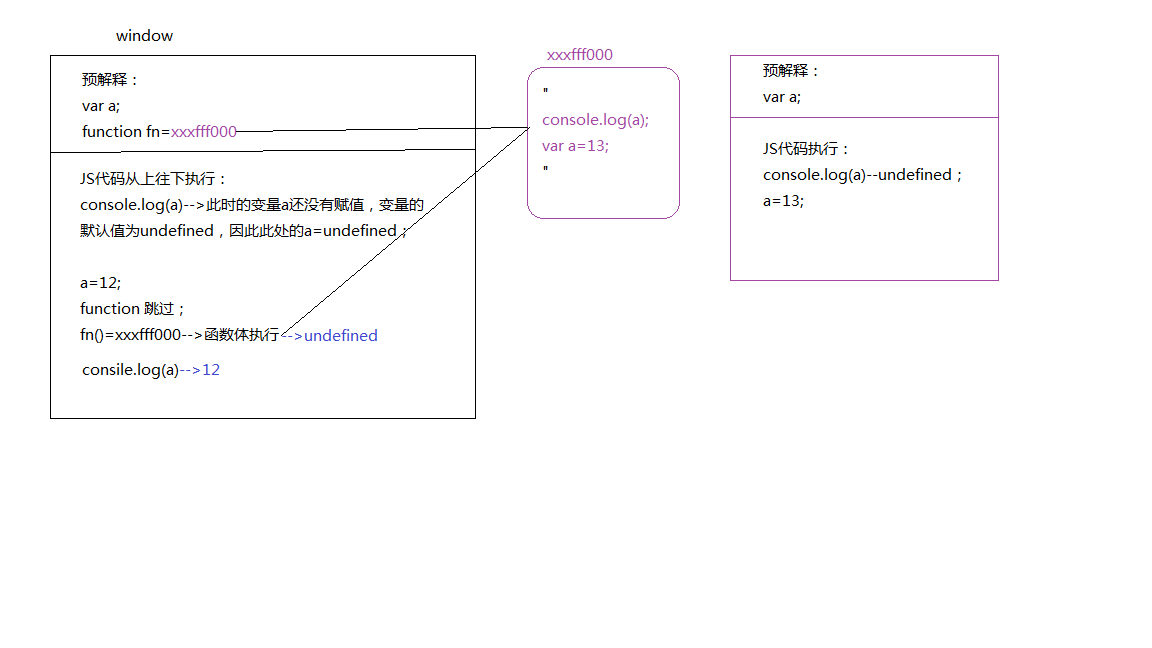 window
预解释：
var a;
function fn=xxxfff000
JS代码从上往下执行：
console.log(a)-->此时的变量a还没有赋值，变量的
默认值为undefined，因此此处的a=undefined；
a=12;
function 跳过；
fn()=xxxfff000-->函数体执行-->undefined
consile.log(a)-->12
xxxfff000
"
console.log(a);
var a=13;
"
预解释：
var a;
JS代码执行：
console.log(a)--undefined；
a=13;